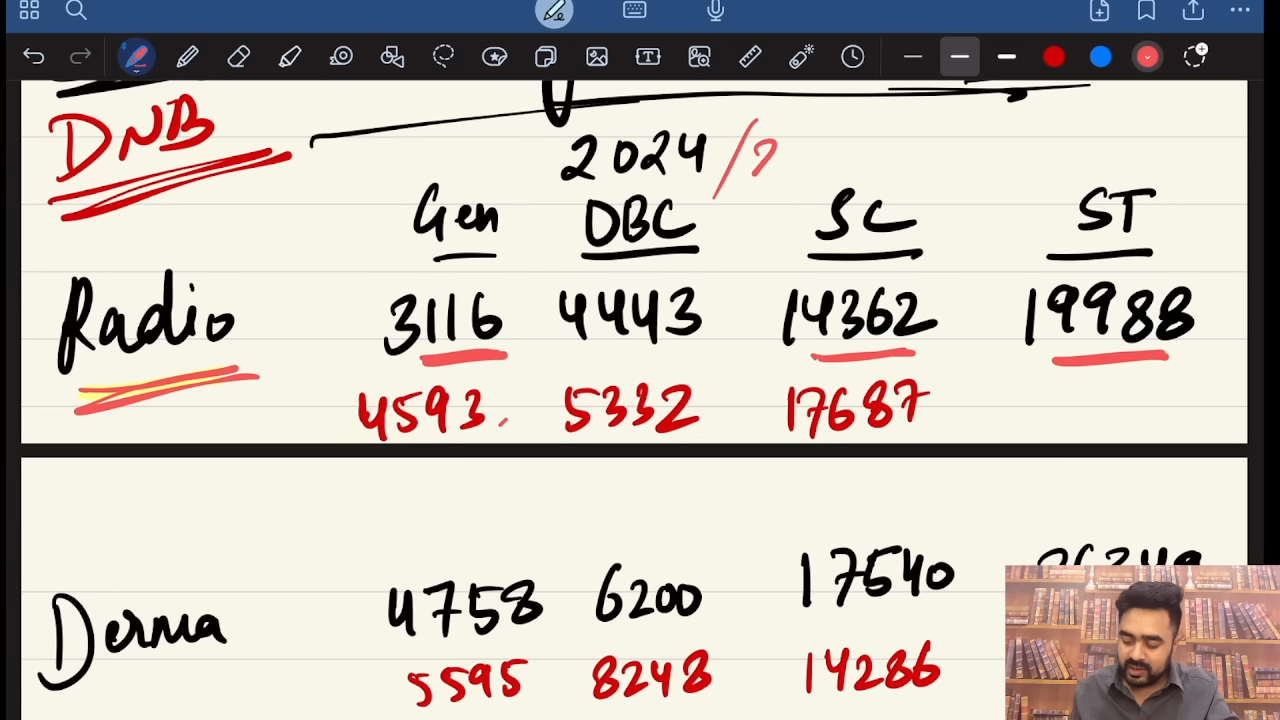 DNB
2024/2
Gen OBC SC ST
Radio 3116 4443 14362 19988
4593. 5332 17687
Derma 4758 6200 17540
5595 8248 14286